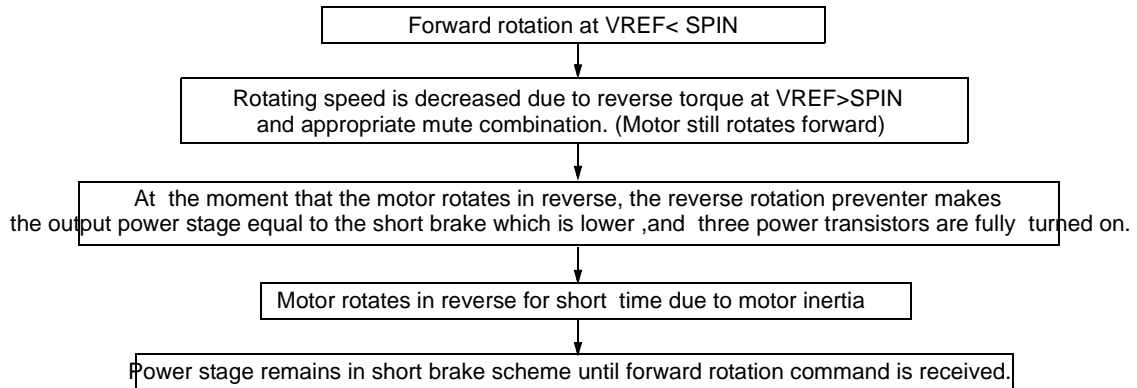 Forward rotation at VREF< SPIN
Rotating speed is decreased due to reverse torque at VREF>SPIN
and appropriate mute combination. (Motor still rotates forward)
At the moment that the motor rotates in reverse, the reverse rotation preventer makes
the output power stage equal to the short brake which is lower ,and three power transistors are fully turned on.
Motor rotates in reverse for short time due to motor inertia
Power stage remains in short brake scheme until forward rotation command is received.